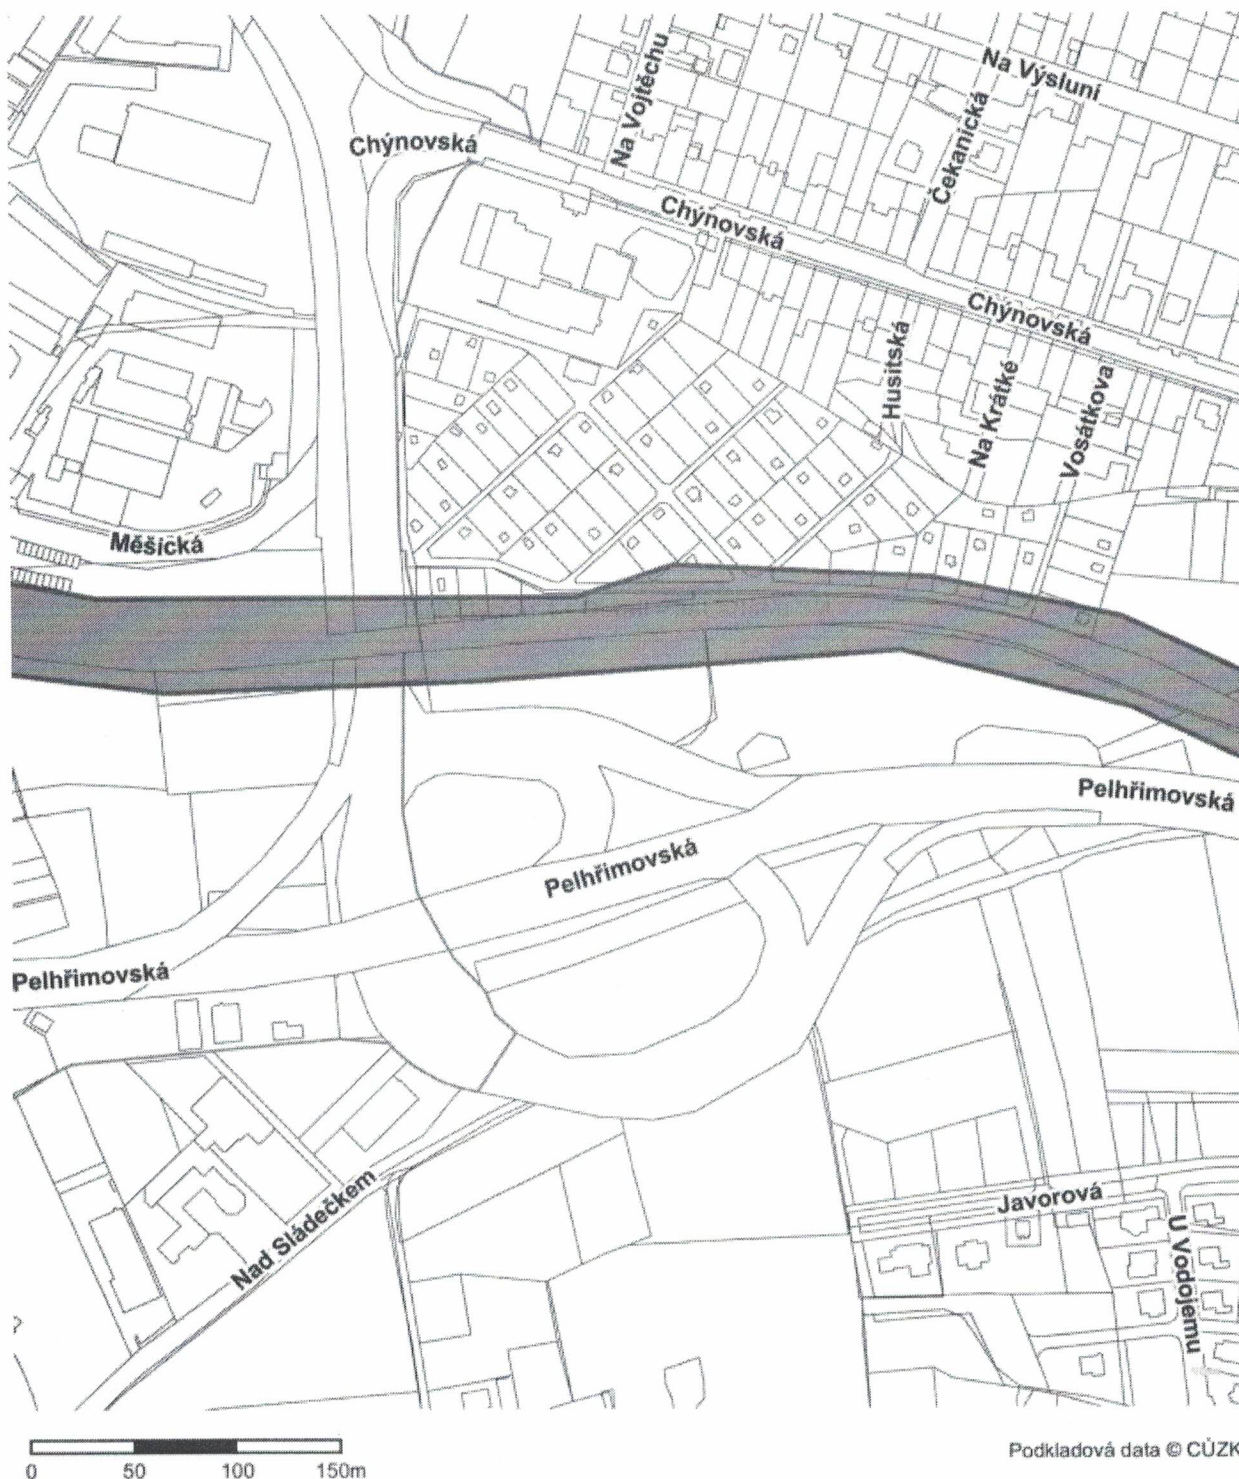 Na Výsluní
Na Vojtěchu
Čekanická
Chýnovská
Chýnovská
Chýnovská
Husitská
Na Krátké
Vosátkova
Měšická
Pelhřimovská
Pelhřimovská
Pelhřimovská
Nad Sládečkem
Javorová
U Vodojemu
0 50 100 150m
Podkladová data © CÚZK